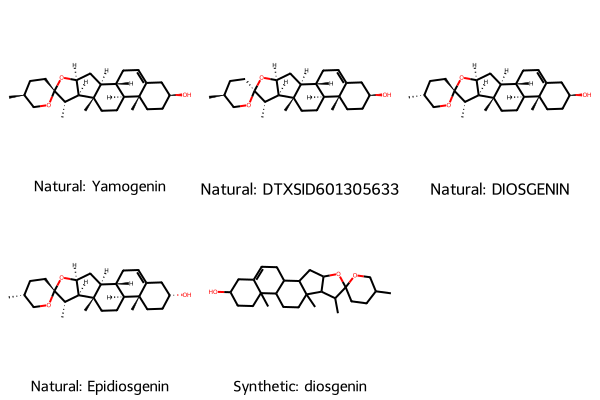 H H H H H O O OH
H H H H H O O OH
H H H H H O O OH
Natural: Yamogenin
Natural: DTXSID601305633
Natural: DIOSGENIN
H H H H H O O OH
HO O O
Natural: Epidiosgenin
Synthetic: diosgenin